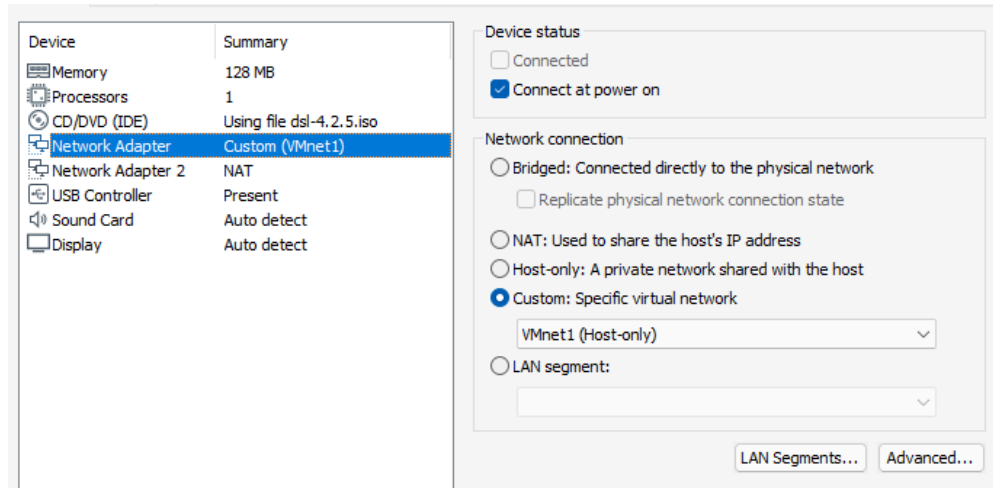 Device Summary
Memory 128 MB
Processors 1
CD/DVD (IDE) Using file dsl-4.2.5.iso
Network Adapter Custom (VMnet1)
Network Adapter 2 NAT
USB Controller Present
Sound Card Auto detect
Display Auto detect
Device status
Connected
Connect at power on
Network connection
Bridged: Connected directly to the physical network
Replicate physical network connection state
NAT: Used to share the host's IP address
Host-only: A private network shared with the host
Custom: Specific virtual network
VMnet1 (Host-only)
LAN segment:
LAN Segments... Advanced...